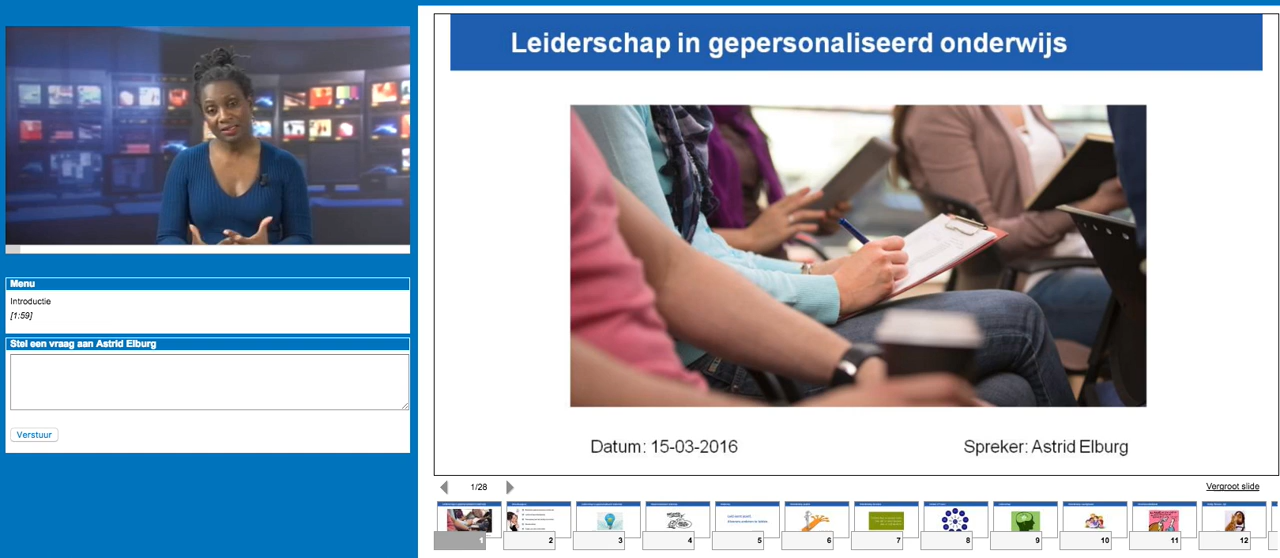 Menu
Introductie
[1:59]
Stel een vraag aan Astrid Elburg
Verstuur
Leiderschap in gepersonaliseerd onderwijs
Datum: 15-03-2016
Spreker: Astrid Elburg
1/28
Vergroot slide
1
2
3
4
5
6
7
8
9
10
11
12